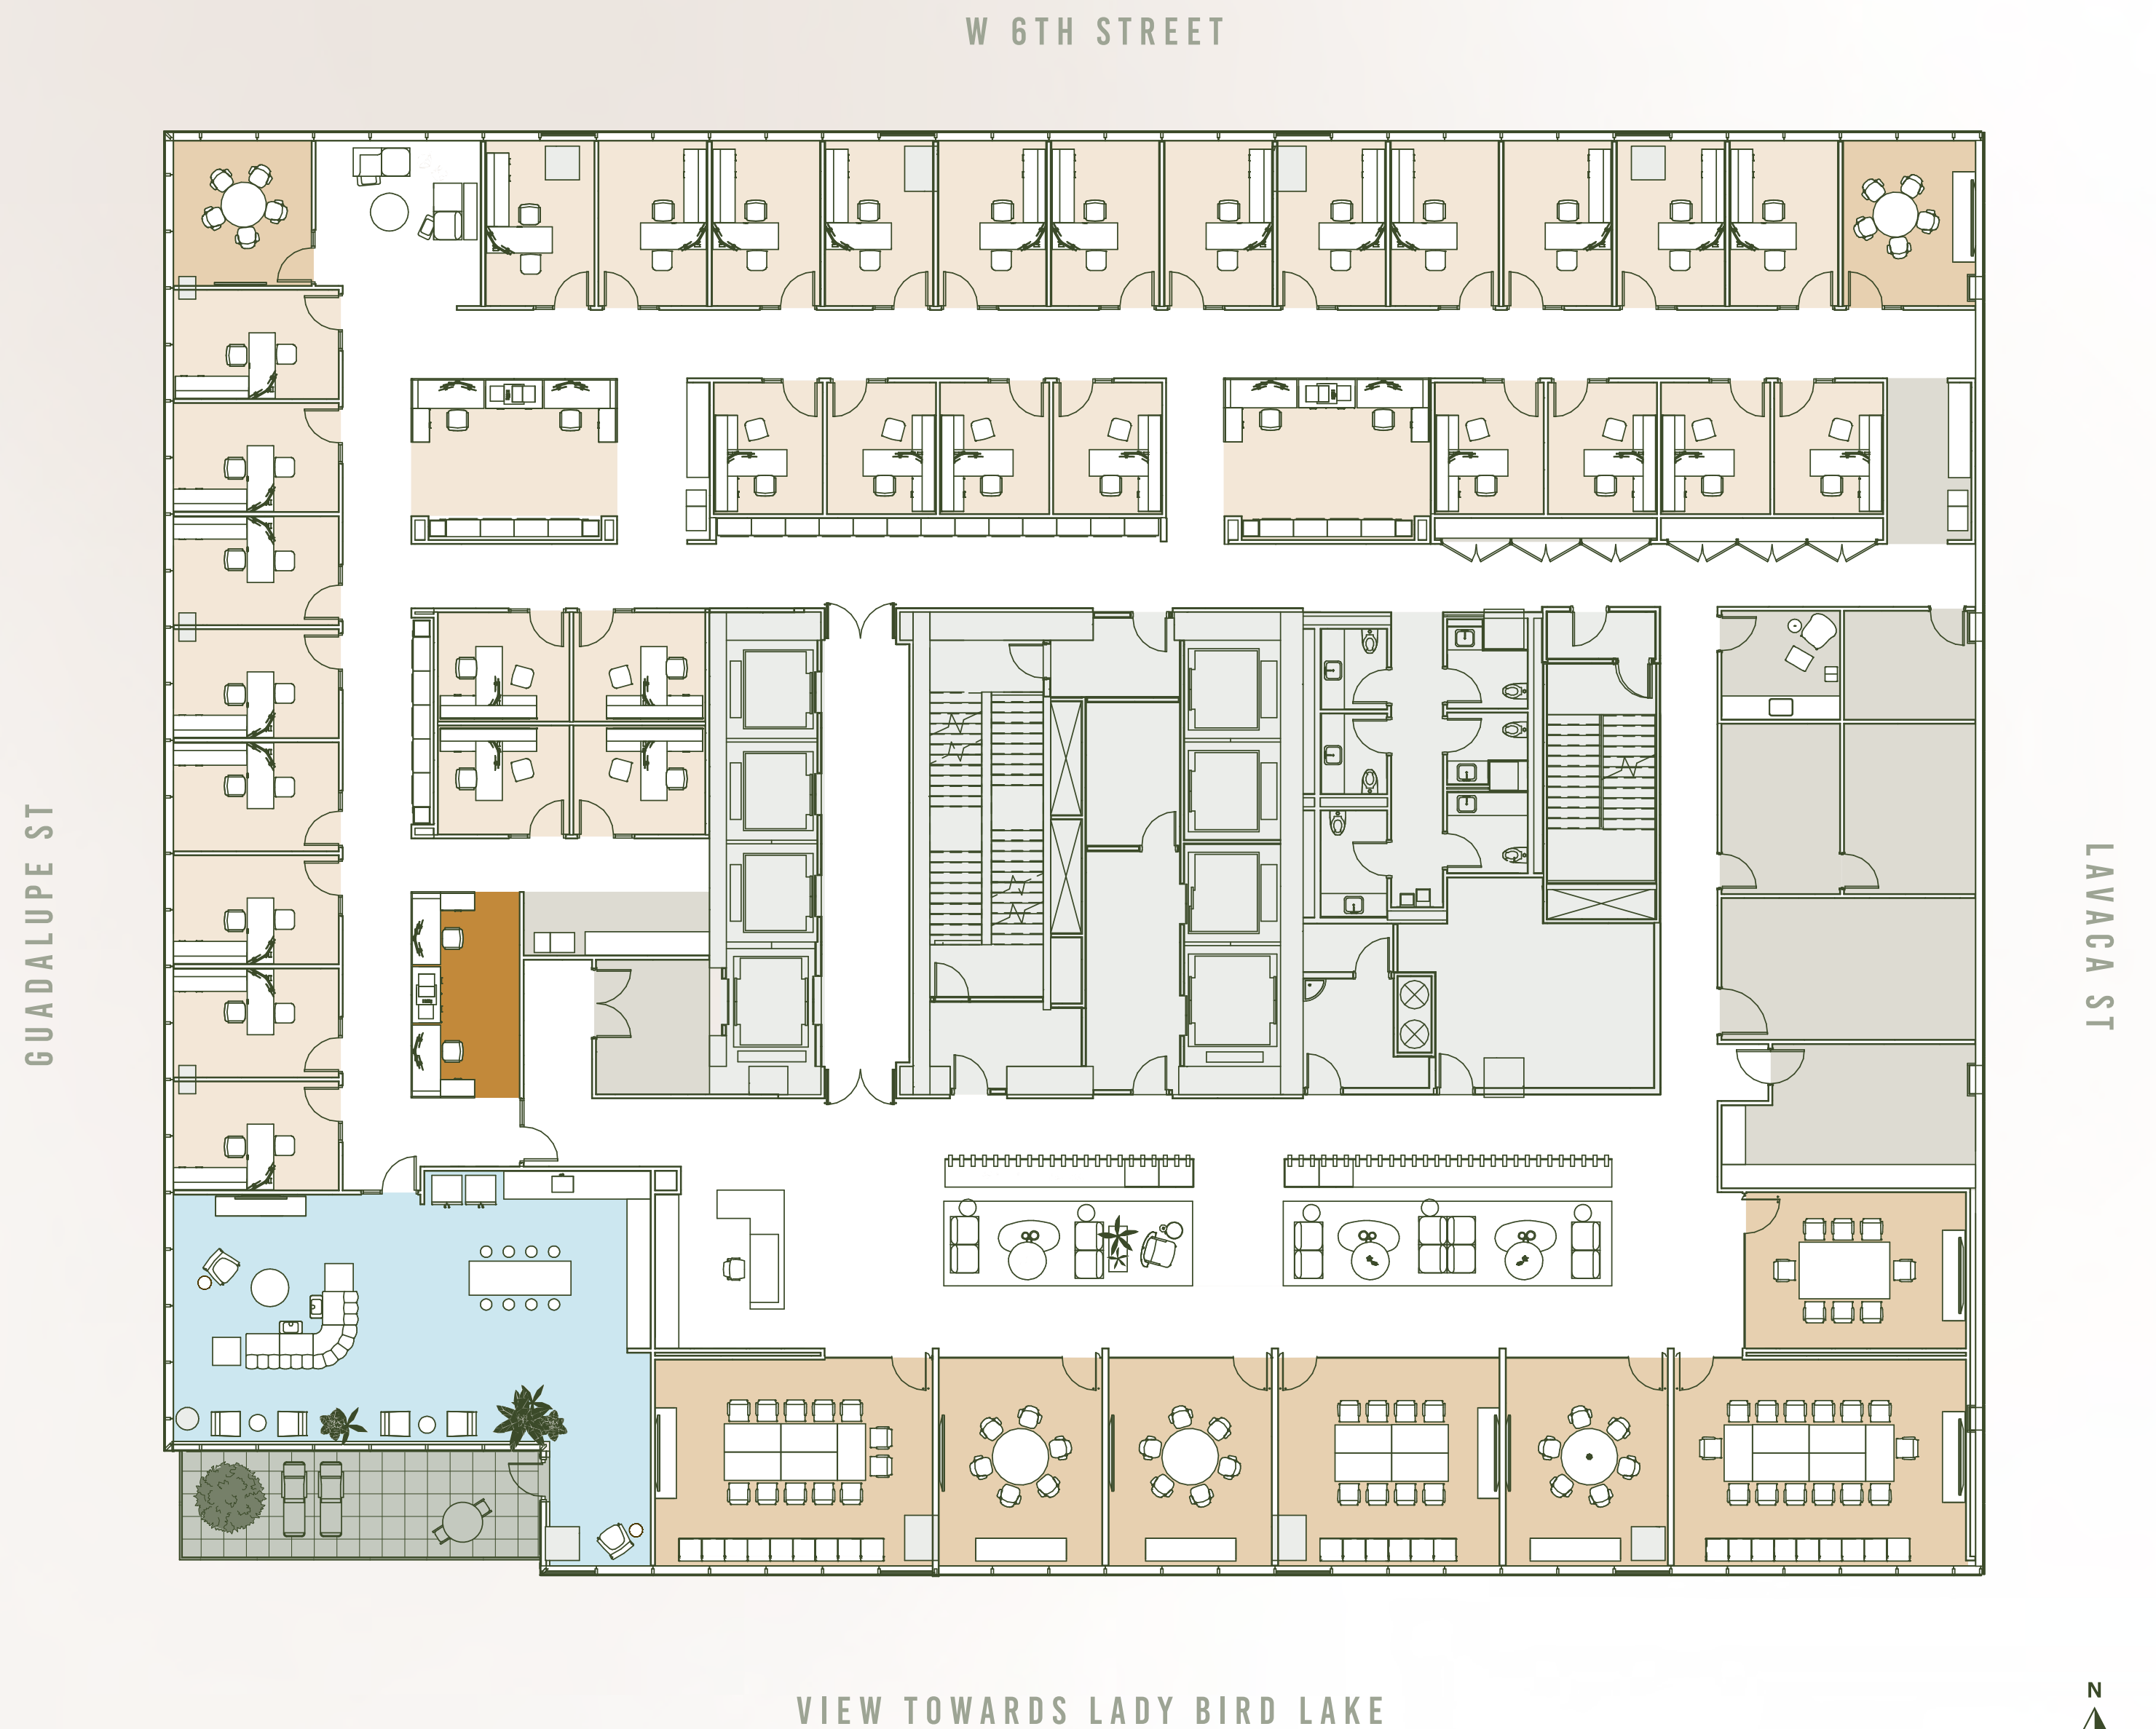 W 6TH STREET
GUADALUPE ST
LAVACA ST
VIEW TOWARDS LADY BIRD LAKE
N